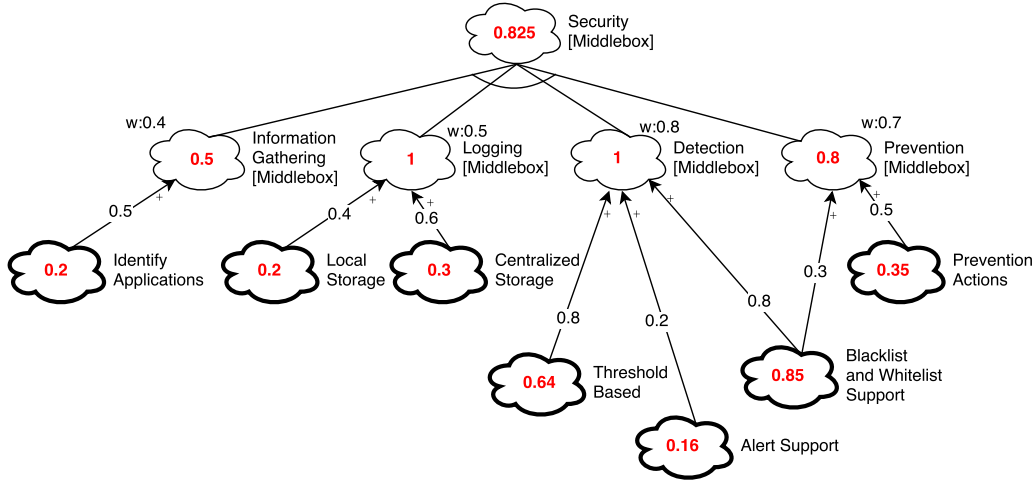 0.825
Security
[Middlebox]
w:0.4
0.5
Information
Gathering
[Middlebox]
w:0.5
1
Logging
[Middlebox]
w:0.8
1
Detection
[Middlebox]
w:0.7
0.8
Prevention
[Middlebox]
0.5
+
0.4
+
0.6
+
0.8
+
0.2
+
0.8
+
0.3
+
0.5
+
0.2
Identify
Applications
0.2
Local
Storage
0.3
Centralized
Storage
0.35
Prevention
Actions
0.64
Threshold
Based
0.85
Blacklist
and Whitelist
Support
0.16
Alert Support